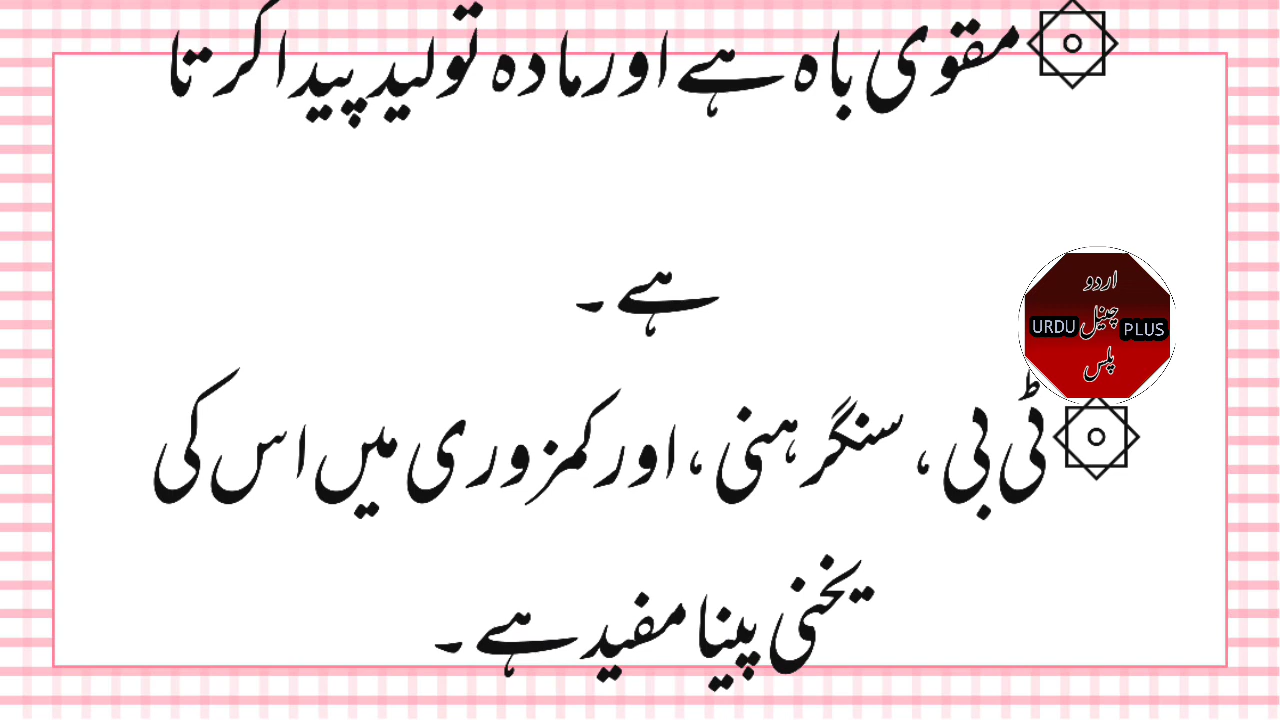 ۞مقوی باہ ہے اور مادہ تولید پیدا کرتا
ہے۔
اردو
چینل
URDU PLUS
پلس
۞ٹی بی، سنگرہنی، اور کمزوری میں اس کی
یخنی پینا مفید ہے۔